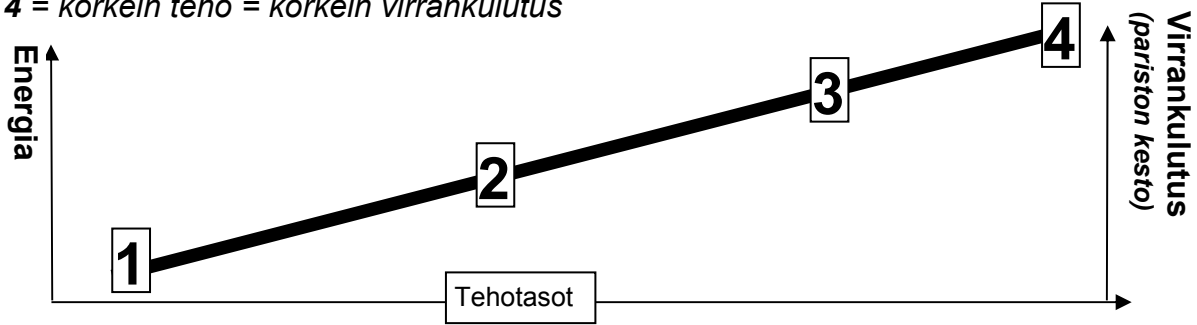 4 = korkein teho = korkein virrankulutus
Energia
1
2
3
4
Tehotasot
Virrankulutus
(pariston kesto)